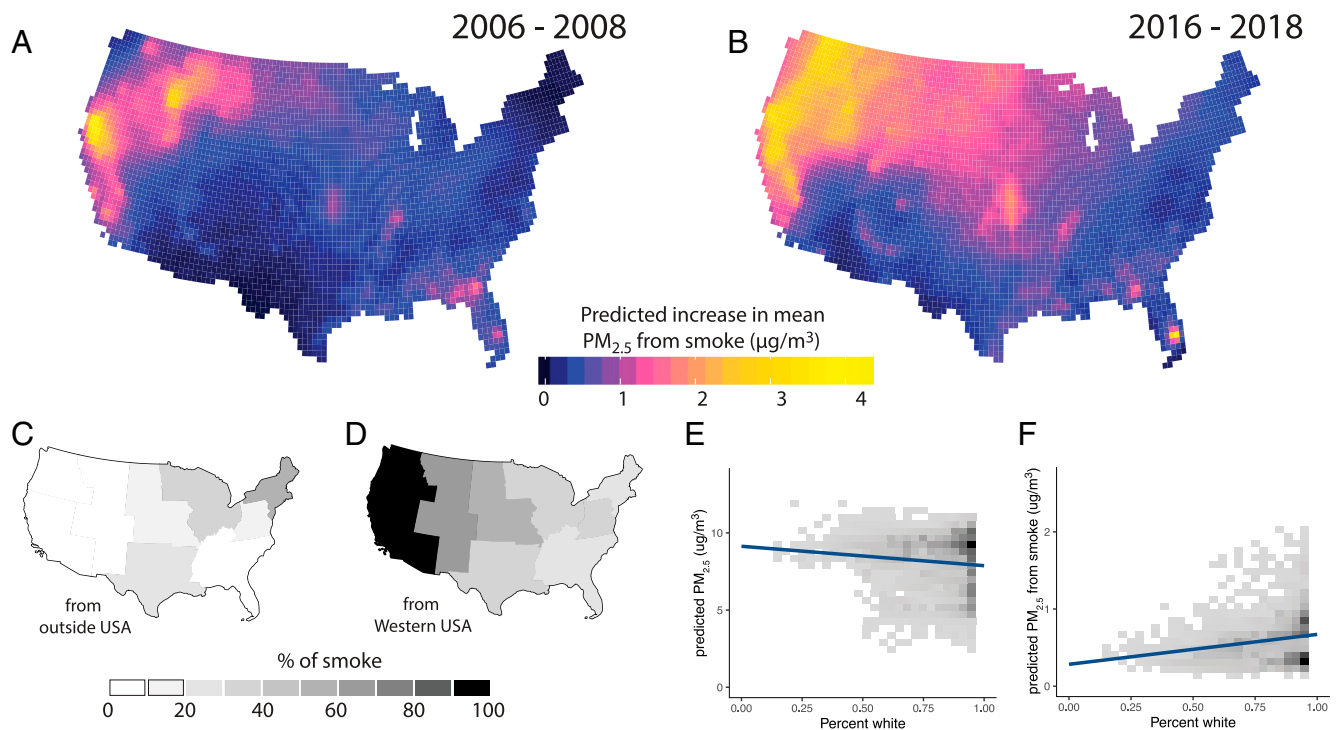 A
2006 - 2008
B
2016 - 2018
Predicted increase in mean
PM2.5 from smoke (µg/m³)
0 1 2 3 4
C
from
outside USA
D
from
Western USA
% of smoke
0 20 40 60 80 100
E
predicted PM2.5 (ug/m³)
10
5
0
0.00 0.25 0.50 0.75 1.00
Percent white
F
predicted PM2.5 from smoke (ug/m³)
2
1
0
0.00 0.25 0.50 0.75 1.00
Percent white